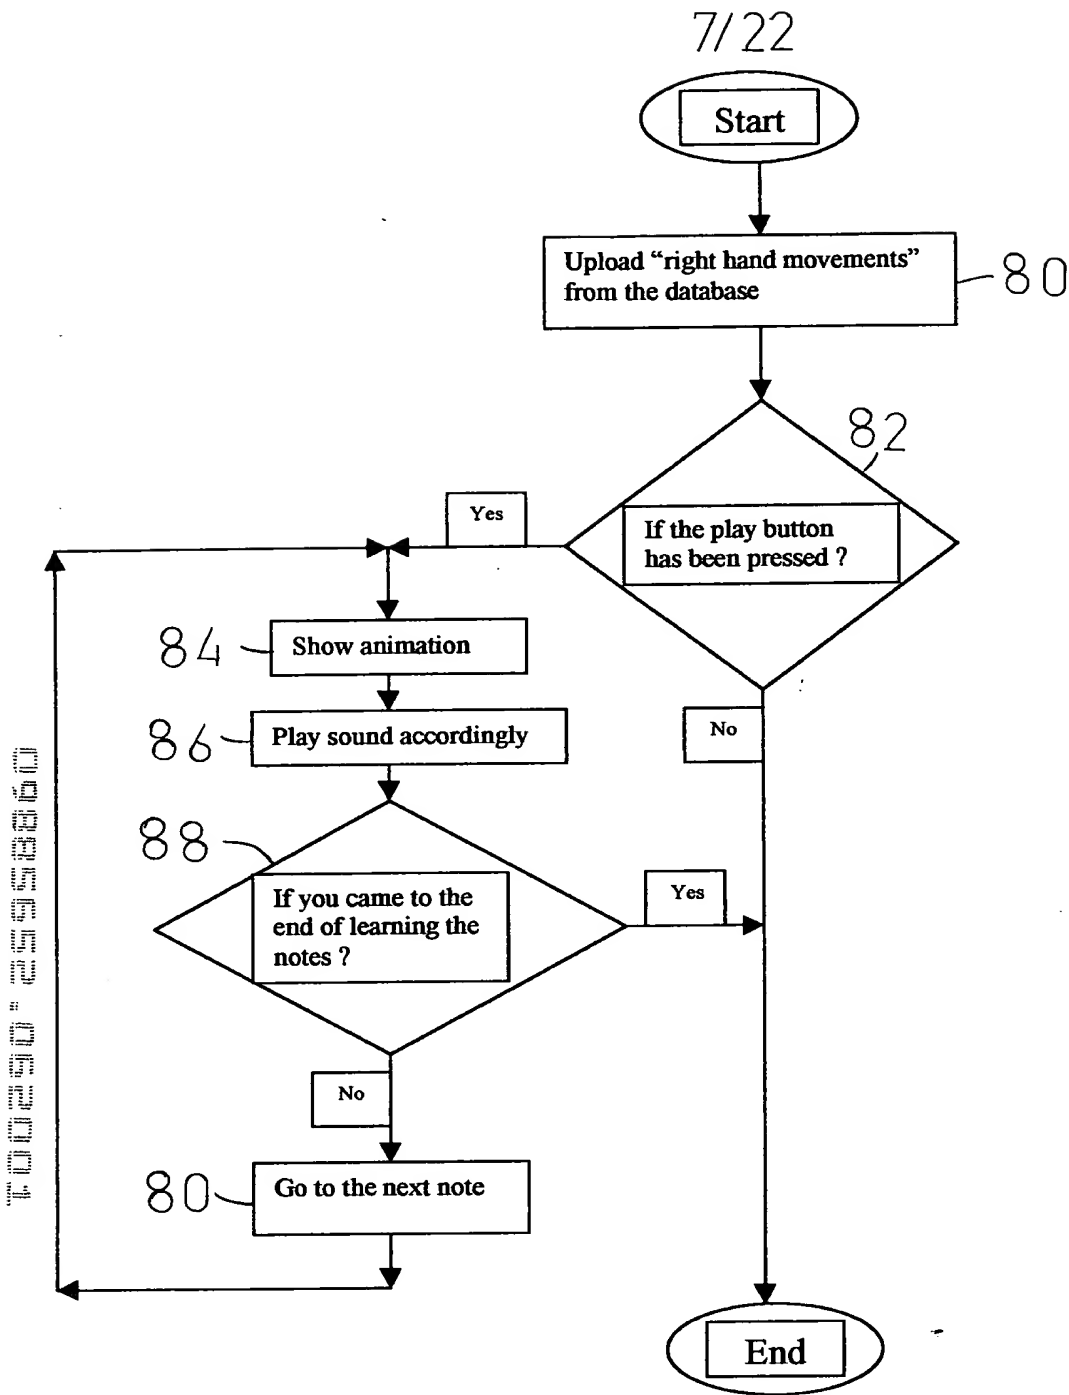 7/22
Start
Upload “right hand movements”
from the database
80
82
If the play button
has been pressed ?
Yes
No
84
Show animation
86
Play sound accordingly
88
If you came to the
end of learning the
notes ?
Yes
No
80
Go to the next note
End
09885652.062001